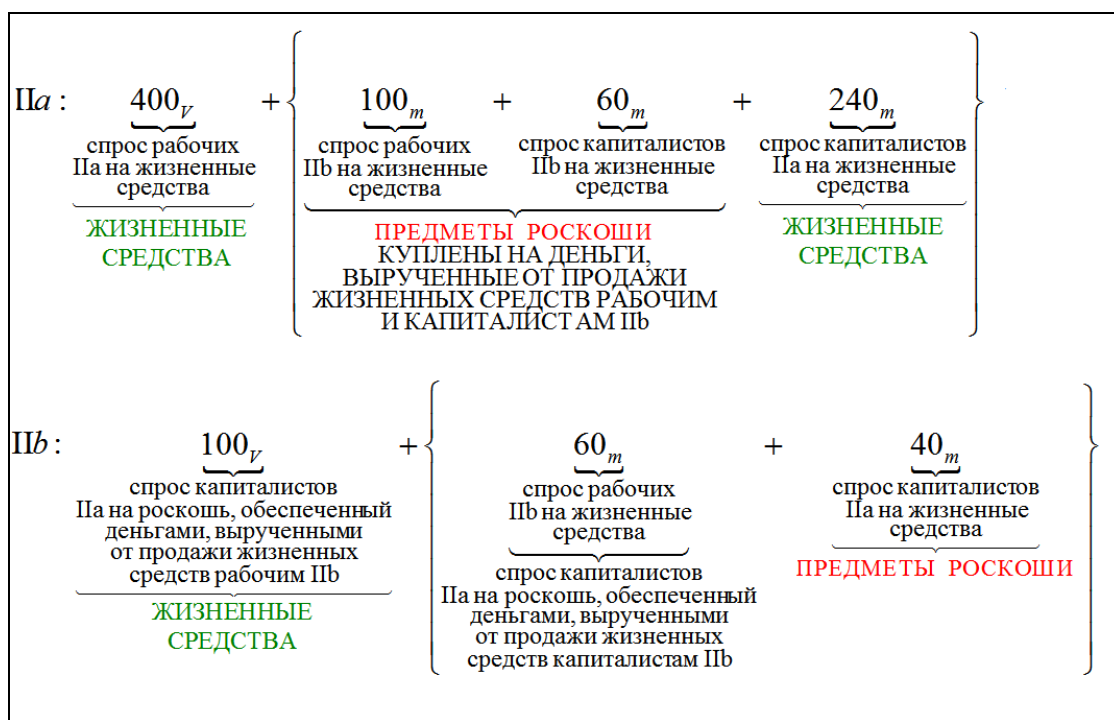 IIa : 400V + { 100m + 60m + 240m }
спрос рабочих
IIa на жизненные
средства
спрос рабочих
IIb на жизненные
средства
спрос капиталистов
IIb на жизненные
средства
спрос капиталистов
IIa на жизненные
средства
ЖИЗНЕННЫЕ
СРЕДСТВА
ПРЕДМЕТЫ РОСКОШИ
КУПЛЕНЫ НА ДЕНЬГИ,
ВЫРУЧЕННЫЕ ОТ ПРОДАЖИ
ЖИЗНЕННЫХ СРЕДСТВ РАБОЧИМ
И КАПИТАЛИСТАМ IIb
ЖИЗНЕННЫЕ
СРЕДСТВА
IIb : 100V + { 60m + 40m }
спрос капиталистов
IIa на роскошь, обеспеченный
деньгами, вырученными
от продажи жизненных
средств рабочим IIb
ЖИЗНЕННЫЕ
СРЕДСТВА
спрос рабочих
IIb на жизненные
средства
спрос капиталистов
IIa на роскошь, обеспеченный
деньгами, вырученными
от продажи жизненных
средств капиталистам IIb
спрос капиталистов
IIa на жизненные
средства
ПРЕДМЕТЫ РОСКОШИ